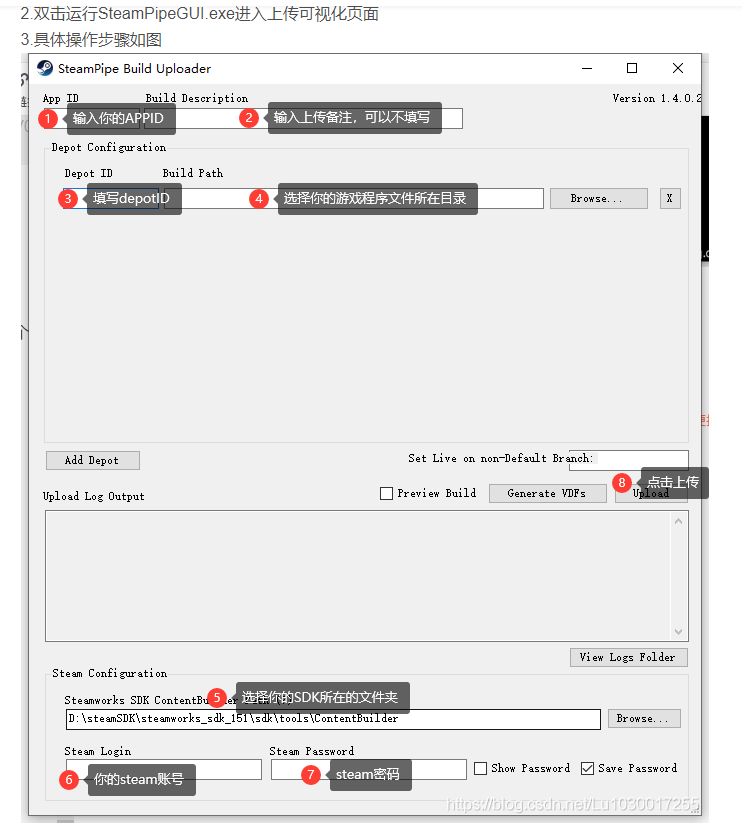 2.双击运行SteamPipeGUI.exe进入上传可视化页面
3.具体操作步骤如图
SteamPipe Build Uploader
App ID Build Description Version 1.4.0.2
1 输入你的APPID 2 输入上传备注，可以不填写
Depot Configuration
Depot ID Build Path
3 填写depotID 4 选择你的游戏程序文件所在目录 Browse... X
Add Depot Set Live on non-Default Branch:
8 点击上传
Upload Log Output Preview Build Generate VDFs Upload
View Logs Folder
Steam Configuration
Steamworks SDK ContentBu 5 选择你的SDK所在的文件夹
D:\steamSDK\steamworks_sdk_151\sdk\tools\ContentBuilder Browse...
Steam Login Steam Password
6 你的steam账号 7 steam密码 Show Password Save Password
https://blog.csdn.net/Lu1030017255